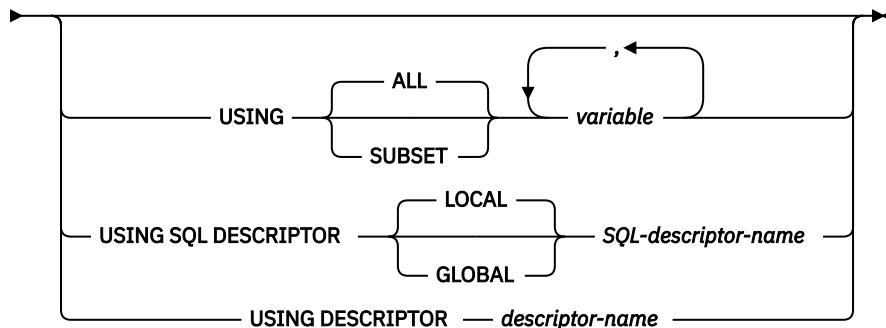 ,
ALL
USING variable
SUBSET
LOCAL
USING SQL DESCRIPTOR SQL-descriptor-name
GLOBAL
USING DESCRIPTOR descriptor-name